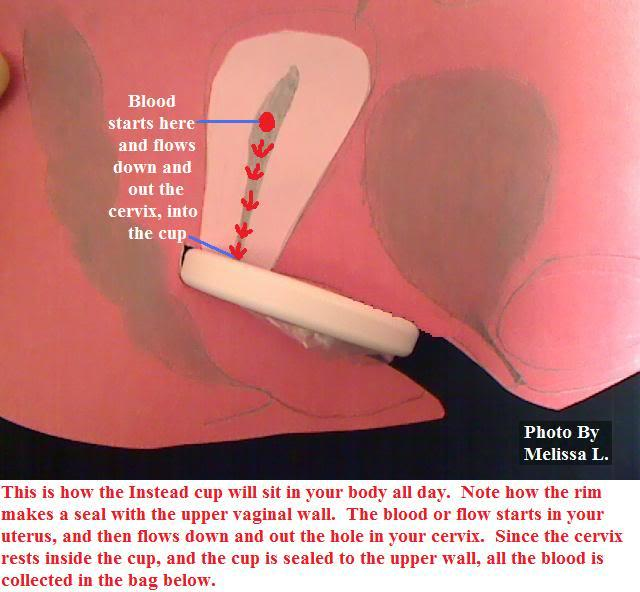 Blood
starts here
and flows
down and
out the
cervix, into
the cup
Photo By
Melissa L.
This is how the Instead cup will sit in your body all day.  Note how the rim
makes a seal with the upper vaginal wall.  The blood or flow starts in your
uterus, and then flows down and out the hole in your cervix.  Since the cervix
rests inside the cup, and the cup is sealed to the upper wall, all the blood is
collected in the bag below.